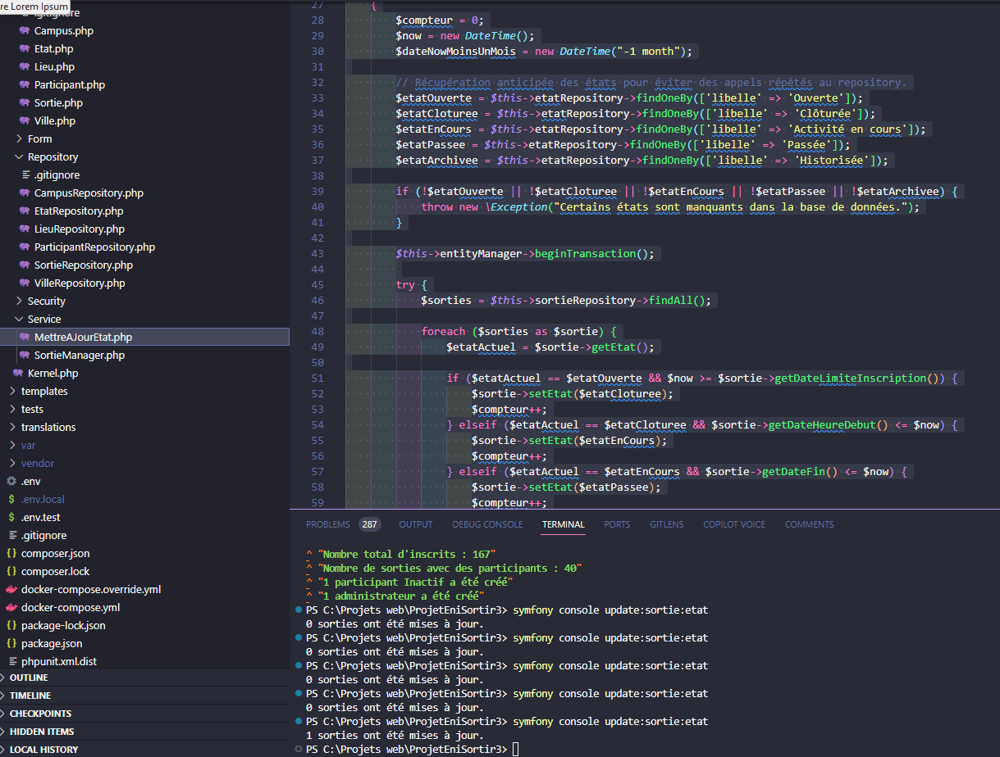 re Lorem Ipsum
.gitignore
Campus.php
Etat.php
Lieu.php
Participant.php
Sortie.php
Ville.php
Form
Repository
.gitignore
CampusRepository.php
EtatRepository.php
LieuRepository.php
ParticipantRepository.php
SortieRepository.php
VilleRepository.php
Security
Service
MettreAJourEtat.php
SortieManager.php
Kernel.php
templates
tests
translations
var
vendor
.env
.env.local
.env.test
.gitignore
composer.json
composer.lock
docker-compose.override.yml
docker-compose.yml
package-lock.json
package.json
phpunit.xml.dist
OUTLINE
TIMELINE
CHECKPOINTS
HIDDEN ITEMS
LOCAL HISTORY
27 {
28 $compteur = 0;
29 $now = new DateTime();
30 $dateNowMoinsUnMois = new DateTime("-1 month");
31
32 // Récupération anticipée des états pour éviter des appels répétés au repository.
33 $etatOuverte = $this->etatRepository->findOneBy(['libelle' => 'Ouverte']);
34 $etatCloturee = $this->etatRepository->findOneBy(['libelle' => 'Clôturée']);
35 $etatEnCours = $this->etatRepository->findOneBy(['libelle' => 'Activité en cours']);
36 $etatPassee = $this->etatRepository->findOneBy(['libelle' => 'Passée']);
37 $etatArchivee = $this->etatRepository->findOneBy(['libelle' => 'Historisée']);
38
39 if (!$etatOuverte || !$etatCloturee || !$etatEnCours || !$etatPassee || !$etatArchivee) {
40 throw new \Exception("Certains états sont manquants dans la base de données.");
41 }
42
43 $this->entityManager->beginTransaction();
44
45 try {
46 $sorties = $this->sortieRepository->findAll();
47
48 foreach ($sorties as $sortie) {
49 $etatActuel = $sortie->getEtat();
50
51 if ($etatActuel == $etatOuverte && $now >= $sortie->getDateLimiteInscription()) {
52 $sortie->setEtat($etatCloturee);
53 $compteur++;
54 } elseif ($etatActuel == $etatCloturee && $sortie->getDateHeureDebut() <= $now) {
55 $sortie->setEtat($etatEnCours);
56 $compteur++;
57 } elseif ($etatActuel == $etatEnCours && $sortie->getDateFin() <= $now) {
58 $sortie->setEtat($etatPassee);
59 $compteur++;
PROBLEMS 287 OUTPUT DEBUG CONSOLE TERMINAL PORTS GITLENS COPILOT VOICE COMMENTS
^ "Nombre total d'inscrits : 167"
^ "Nombre de sorties avec des participants : 40"
^ "1 participant Inactif a été créé"
^ "1 administrateur a été créé"
PS C:\Projets web\ProjetEniSortir3> symfony console update:sortie:etat
0 sorties ont été mises à jour.
PS C:\Projets web\ProjetEniSortir3> symfony console update:sortie:etat
0 sorties ont été mises à jour.
PS C:\Projets web\ProjetEniSortir3> symfony console update:sortie:etat
0 sorties ont été mises à jour.
PS C:\Projets web\ProjetEniSortir3> symfony console update:sortie:etat
0 sorties ont été mises à jour.
PS C:\Projets web\ProjetEniSortir3> symfony console update:sortie:etat
1 sorties ont été mises à jour.
PS C:\Projets web\ProjetEniSortir3>